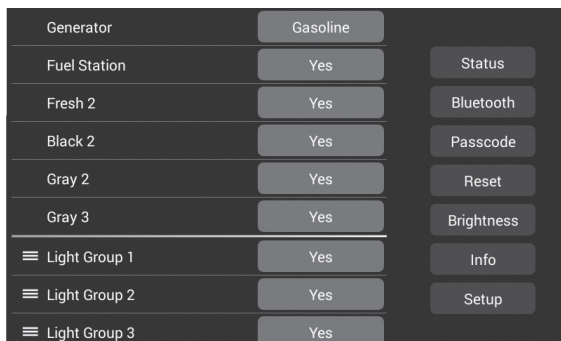 Generator Gasoline
Fuel Station Yes Status
Fresh 2 Yes Bluetooth
Black 2 Yes Passcode
Gray 2 Yes Reset
Gray 3 Yes Brightness
Light Group 1 Yes Info
Light Group 2 Yes Setup
Light Group 3 Yes